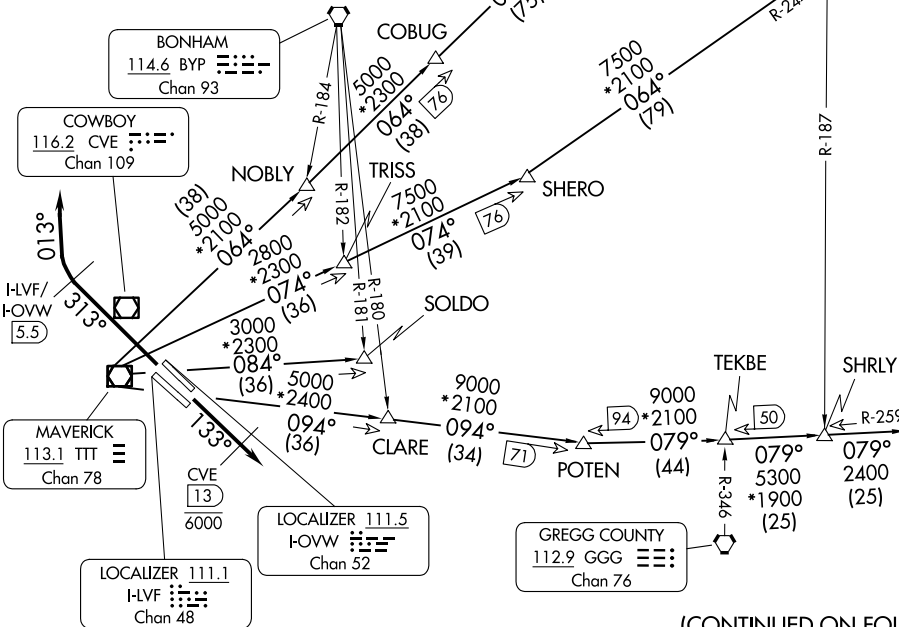 BONHAM
114.6 BYP
Chan 93
COWBOY
116.2 CVE
Chan 109
COBUG
5000
*2300
064°
(38)
76
R-184
R-182
R-181
R-180
7500
*2100
064°
(79)
R-187
NOBLY
TRISS
SHERO
7500
*2100
074°
(39)
76
(38)
5000
*2100
064°
2800
*2300
074°
(36)
013°
I-LVF/
I-OVW
5.5
313°
SOLDO
3000
*2300
084°
(36)
5000
*2400
094°
(36)
CLARE
9000
*2100
094°
(34)
71
POTEN
94
9000
*2100
079°
(44)
TEKBE
50
SHRLY
R-259
079°
5300
*1900
(25)
079°
2400
(25)
R-346
MAVERICK
113.1 TTT
Chan 78
133°
CVE
13
6000
LOCALIZER 111.5
I-OVW
Chan 52
LOCALIZER 111.1
I-LVF
Chan 48
GREGG COUNTY
112.9 GGG
Chan 76
(CONTINUED ON FOL